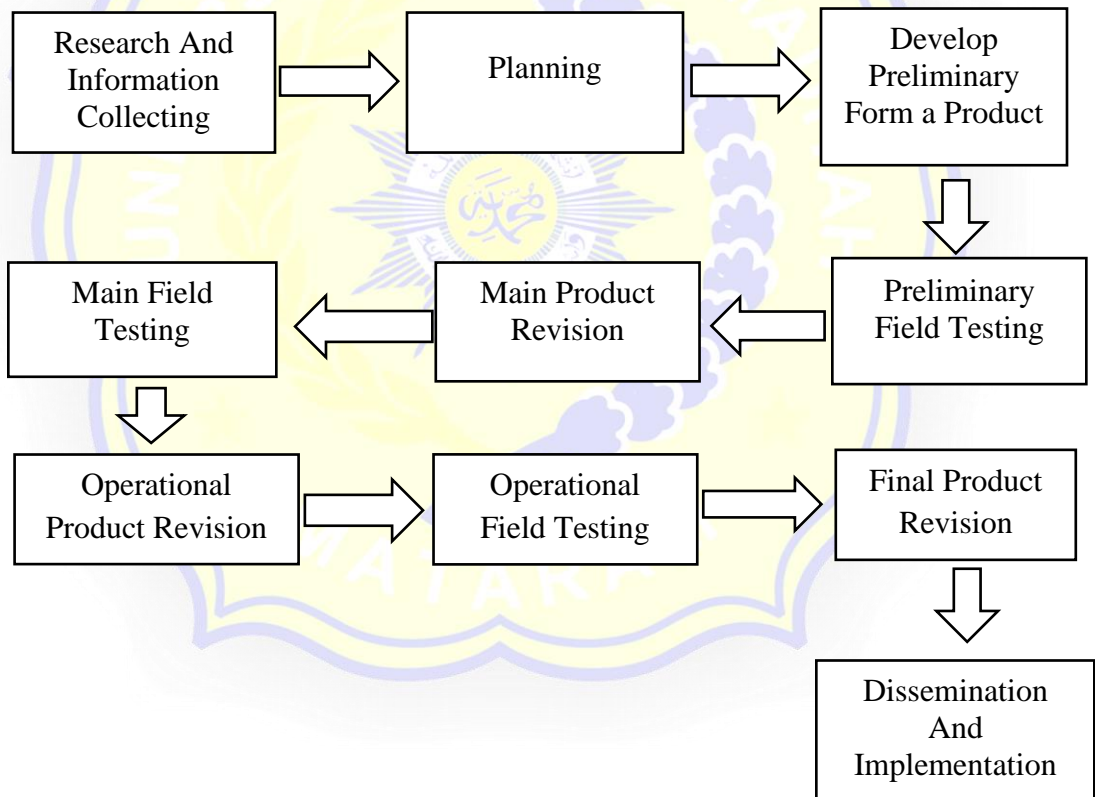 Research And
Information
Collecting
Planning
Develop
Preliminary
Form a Product
Preliminary
Field Testing
Main Product
Revision
Main Field
Testing
Operational
Product Revision
Operational
Field Testing
Final Product
Revision
Dissemination
And
Implementation